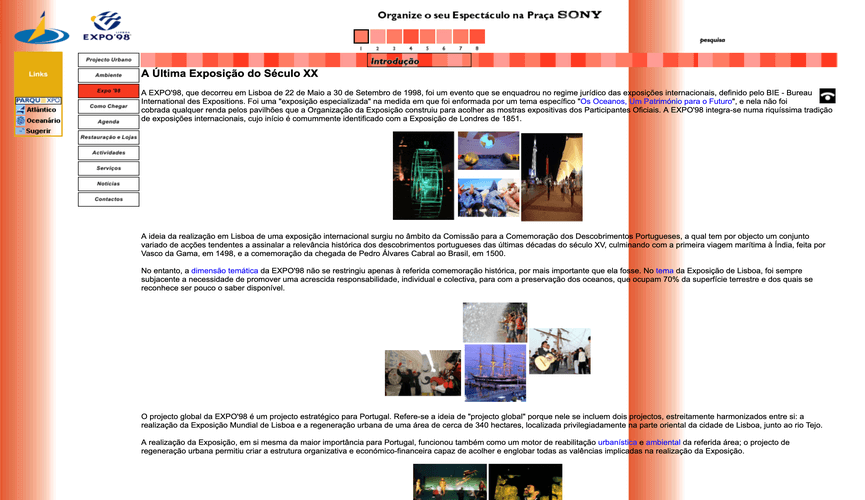 Organize o seu Espectáculo na Praça SONY
LISBOA
EXPO'98
1 2 3 4 5 6 7 8
pesquisa
Introdução
Links
PARQU XPO
Atlântico
Oceanário
Sugerir
Projecto Urbano
Ambiente
Expo '98
Como Chegar
Agenda
Restauração e Lojas
Actividades
Serviços
Notícias
Contactos
A Última Exposição do Século XX
A EXPO'98, que decorreu em Lisboa de 22 de Maio a 30 de Setembro de 1998, foi um evento que se enquadrou no regime jurídico das exposições internacionais, definido pelo BIE - Bureau
International des Expositions. Foi uma "exposição especializada" na medida em que foi enformada por um tema específico "Os Oceanos, Um Património para o Futuro", e nela não foi
cobrada qualquer renda pelos pavilhões que a Organização da Exposição construiu para acolher as mostras expositivas dos Participantes Oficiais. A EXPO'98 integra-se numa riquíssima tradição
de exposições internacionais, cujo início é comummente identificado com a Exposição de Londres de 1851.
A ideia da realização em Lisboa de uma exposição internacional surgiu no âmbito da Comissão para a Comemoração dos Descobrimentos Portugueses, a qual tem por objecto um conjunto
variado de acções tendentes a assinalar a relevância histórica dos descobrimentos portugueses das últimas décadas do século XV, culminando com a primeira viagem marítima à Índia, feita por
Vasco da Gama, em 1498, e a comemoração da chegada de Pedro Álvares Cabral ao Brasil, em 1500.
No entanto, a dimensão temática da EXPO'98 não se restringiu apenas à referida comemoração histórica, por mais importante que ela fosse. No tema da Exposição de Lisboa, foi sempre
subjacente a necessidade de promover uma acrescida responsabilidade, individual e colectiva, para com a preservação dos oceanos, que ocupam 70% da superfície terrestre e dos quais se
reconhece ser pouco o saber disponível.
O projecto global da EXPO'98 é um projecto estratégico para Portugal. Refere-se a ideia de "projecto global" porque nele se incluem dois projectos, estreitamente harmonizados entre si: a
realização da Exposição Mundial de Lisboa e a regeneração urbana de uma área de cerca de 340 hectares, localizada privilegiadamente na parte oriental da cidade de Lisboa, junto ao rio Tejo.
A realização da Exposição, em si mesma da maior importância para Portugal, funcionou também como um motor de reabilitação urbanística e ambiental da referida área; o projecto de
regeneração urbana permitiu criar a estrutura organizativa e económico-financeira capaz de acolher e englobar todas as valências implicadas na realização da Exposição.